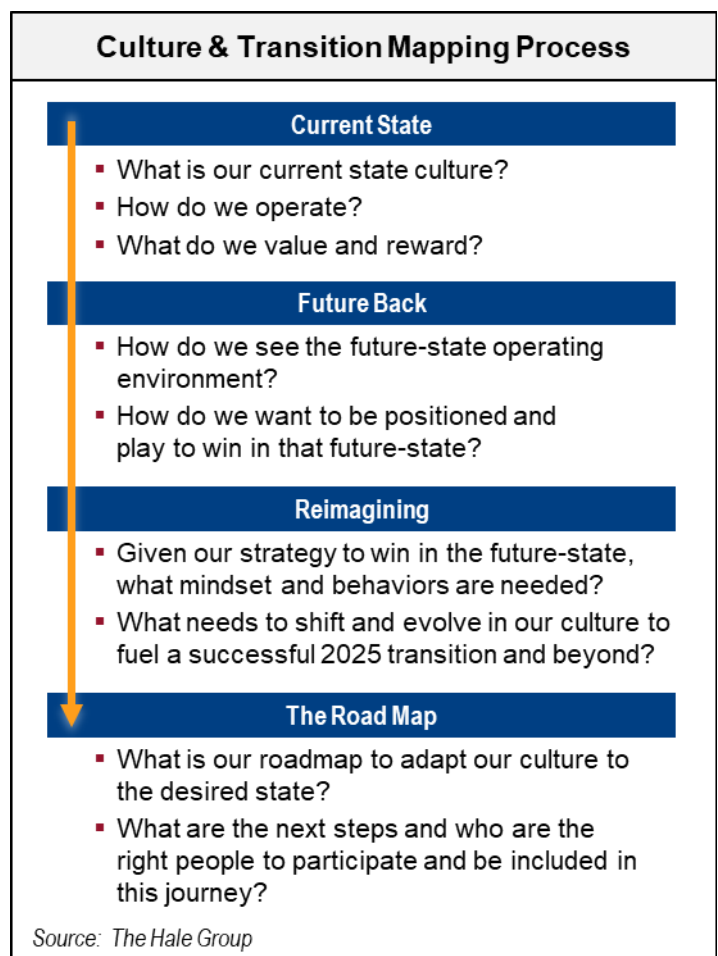 Culture & Transition Mapping Process
Current State
▪ What is our current state culture?
▪ How do we operate?
▪ What do we value and reward?
Future Back
▪ How do we see the future-state operating
environment?
▪ How do we want to be positioned and
play to win in that future-state?
Reimagining
▪ Given our strategy to win in the future-state,
what mindset and behaviors are needed?
▪ What needs to shift and evolve in our culture to
fuel a successful 2025 transition and beyond?
The Road Map
▪ What is our roadmap to adapt our culture to
the desired state?
▪ What are the next steps and who are the
right people to participate and be included in
this journey?
Source: The Hale Group